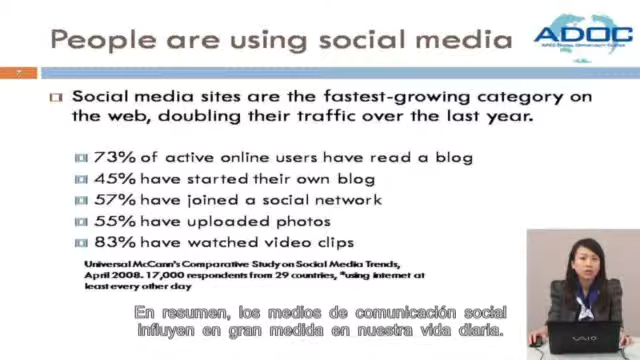 People are using social media
ADOC
7
Social media sites are the fastest-growing category on
the web, doubling their traffic over the last year.
73% of active online users have read a blog
45% have started their own blog
57% have joined a social network
55% have uploaded photos
83% have watched video clips
Universal McCann's Comparative Study on Social Media Trends,
April 2008. 17,000 respondents from 29 countries, *using internet at
least every other day
En resumen, los medios de comunicación social
influyen en gran medida en nuestra vida diaria.
VAIO